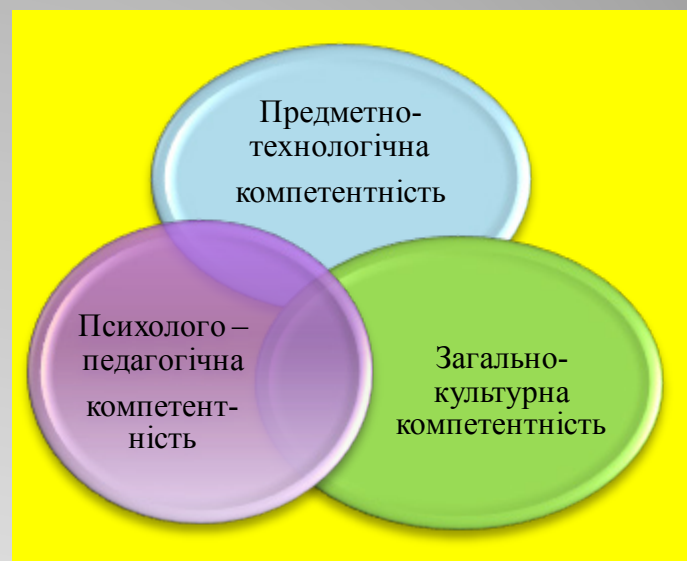 Предметно-
технологічна
компетентність
Психолого –
педагогічна
компетент-
ність
Загально-
культурна
компетентність